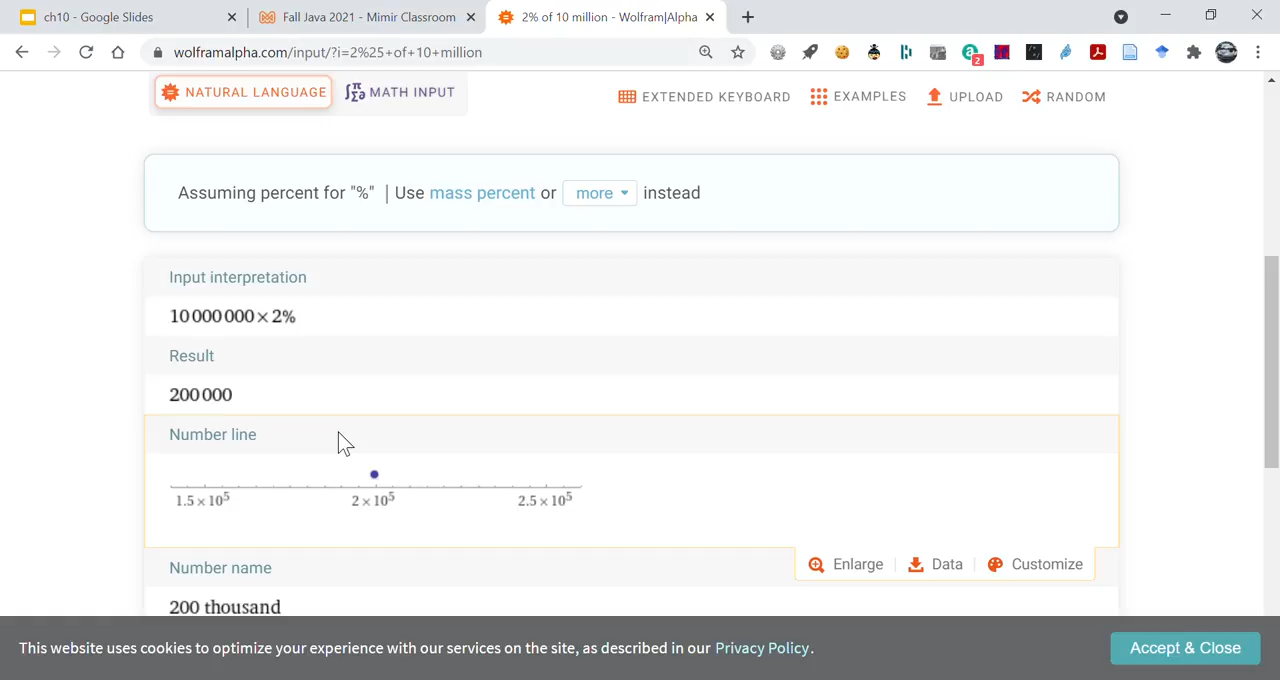 ch10 - Google Slides
Fall Java 2021 - Mimir Classroom
2% of 10 million - Wolfram|Alpha
wolframalpha.com/input/?i=2%25+of+10+million
2
NATURAL LANGUAGE
MATH INPUT
EXTENDED KEYBOARD
EXAMPLES
UPLOAD
RANDOM
Assuming percent for "%" | Use mass percent or more instead
Input interpretation
10 000 000 × 2%
Result
200 000
Number line
1.5 × 10⁵ 2 × 10⁵ 2.5 × 10⁵
Enlarge Data Customize
Number name
200 thousand
This website uses cookies to optimize your experience with our services on the site, as described in our Privacy Policy.
Accept & Close